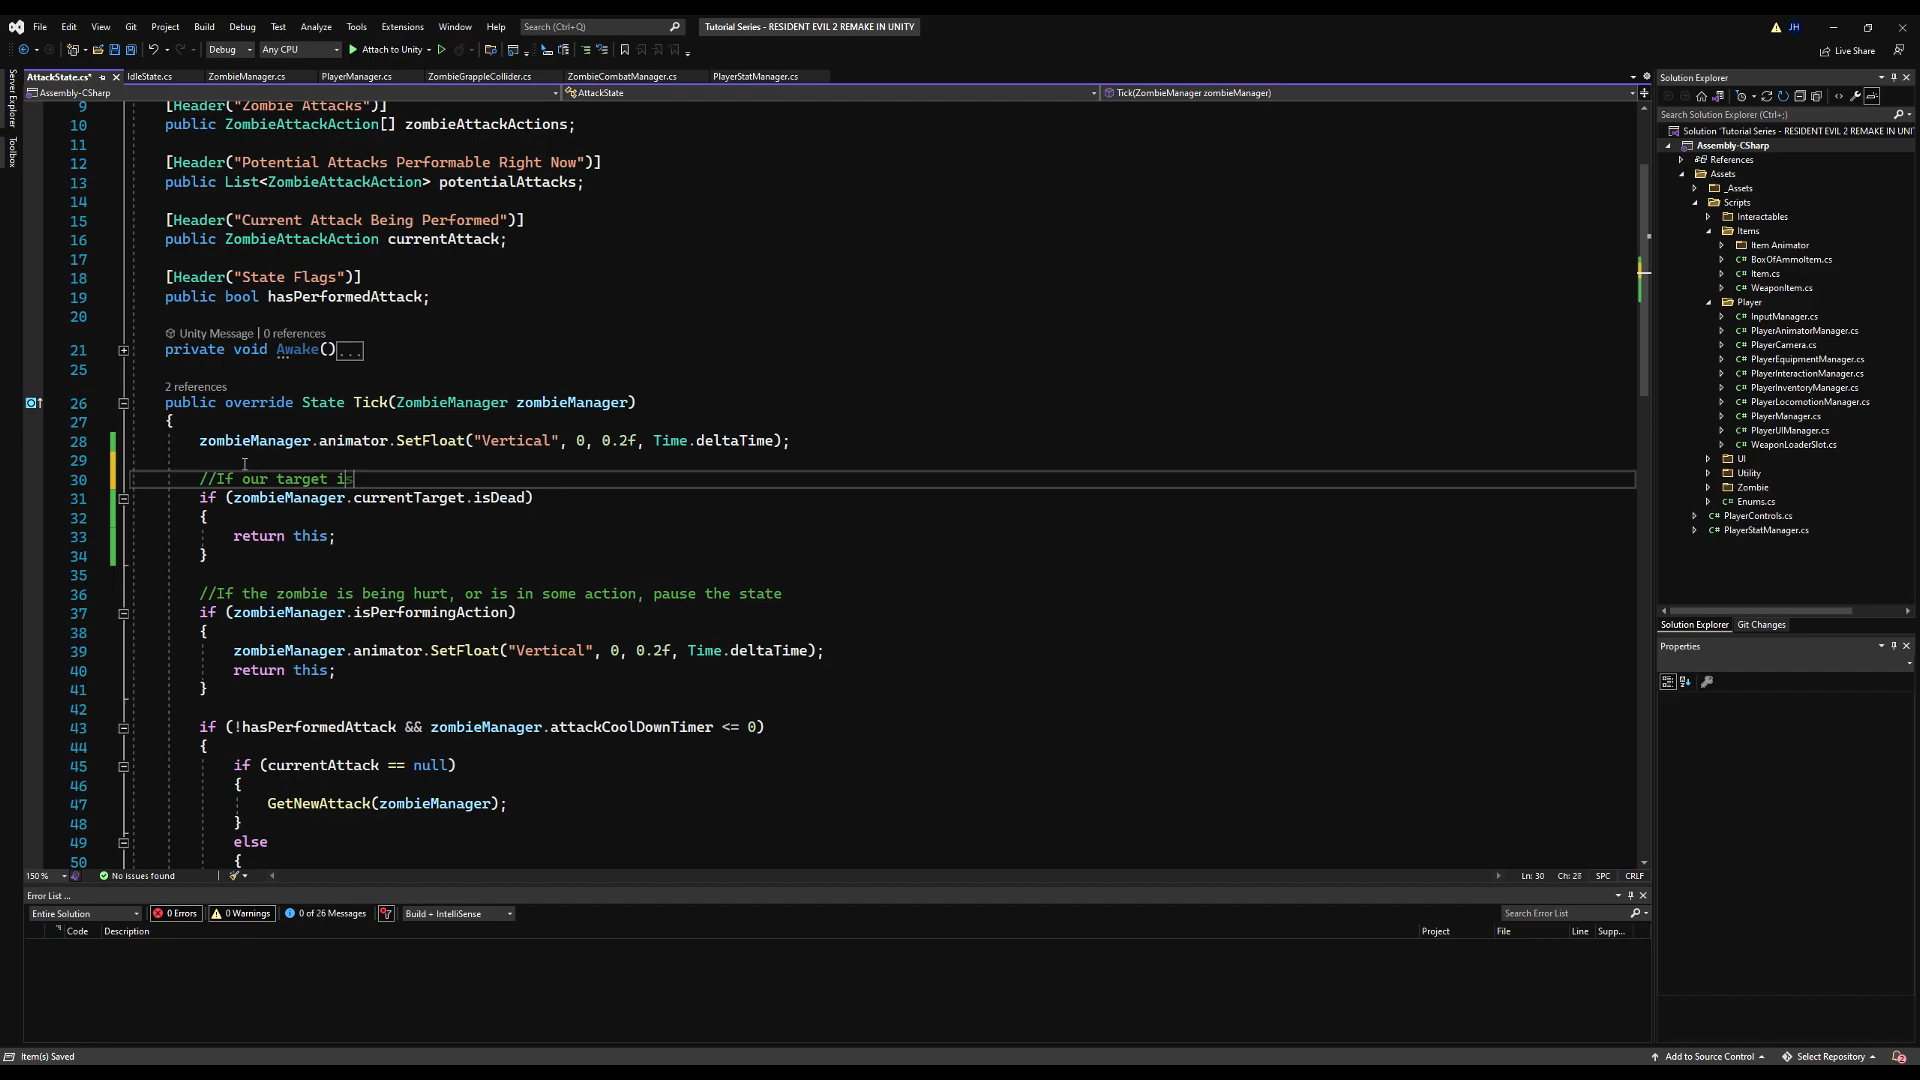 File Edit View Git Project Build Debug Test Analyze Tools Extensions Window Help Search (Ctrl+Q) Tutorial Series - RESIDENT EVIL 2 REMAKE IN UNITY JH
Debug Any CPU Attach to Unity Live Share
AttackState.cs* IdleState.cs ZombieManager.cs PlayerManager.cs ZombieGrappleCollider.cs ZombieCombatManager.cs PlayerStatManager.cs
Assembly-CSharp AttackState Tick(ZombieManager zombieManager)
Server Explorer
Toolbox
9 [Header("Zombie Attacks")]
10 public ZombieAttackAction[] zombieAttackActions;
11
12 [Header("Potential Attacks Performable Right Now")]
13 public List<ZombieAttackAction> potentialAttacks;
14
15 [Header("Current Attack Being Performed")]
16 public ZombieAttackAction currentAttack;
17
18 [Header("State Flags")]
19 public bool hasPerformedAttack;
20
Unity Message | 0 references
21 private void Awake()...
25
2 references
26 public override State Tick(ZombieManager zombieManager)
27 {
28 zombieManager.animator.SetFloat("Vertical", 0, 0.2f, Time.deltaTime);
29
30 //If our target is
31 if (zombieManager.currentTarget.isDead)
32 {
33 return this;
34 }
35
36 //If the zombie is being hurt, or is in some action, pause the state
37 if (zombieManager.isPerformingAction)
38 {
39 zombieManager.animator.SetFloat("Vertical", 0, 0.2f, Time.deltaTime);
40 return this;
41 }
42
43 if (!hasPerformedAttack && zombieManager.attackCoolDownTimer <= 0)
44 {
45 if (currentAttack == null)
46 {
47 GetNewAttack(zombieManager);
48 }
49 else
50 {
150 % No issues found Ln: 30 Ch: 28 SPC CRLF
Error List ...
Entire Solution 0 Errors 0 Warnings 0 of 26 Messages Build + IntelliSense Search Error List
Code Description Project File Line Supp...
Item(s) Saved Add to Source Control Select Repository 2
Solution Explorer
Search Solution Explorer (Ctrl+;)
Solution 'Tutorial Series - RESIDENT EVIL 2 REMAKE IN UNI
Assembly-CSharp
References
Assets
_Assets
Scripts
Interactables
Items
Item Animator
C# BoxOfAmmoItem.cs
C# Item.cs
C# WeaponItem.cs
Player
C# InputManager.cs
C# PlayerAnimatorManager.cs
C# PlayerCamera.cs
C# PlayerEquipmentManager.cs
C# PlayerInteractionManager.cs
C# PlayerInventoryManager.cs
C# PlayerLocomotionManager.cs
C# PlayerManager.cs
C# PlayerUIManager.cs
C# WeaponLoaderSlot.cs
UI
Utility
Zombie
C# Enums.cs
C# PlayerControls.cs
C# PlayerStatManager.cs
Solution Explorer Git Changes
Properties